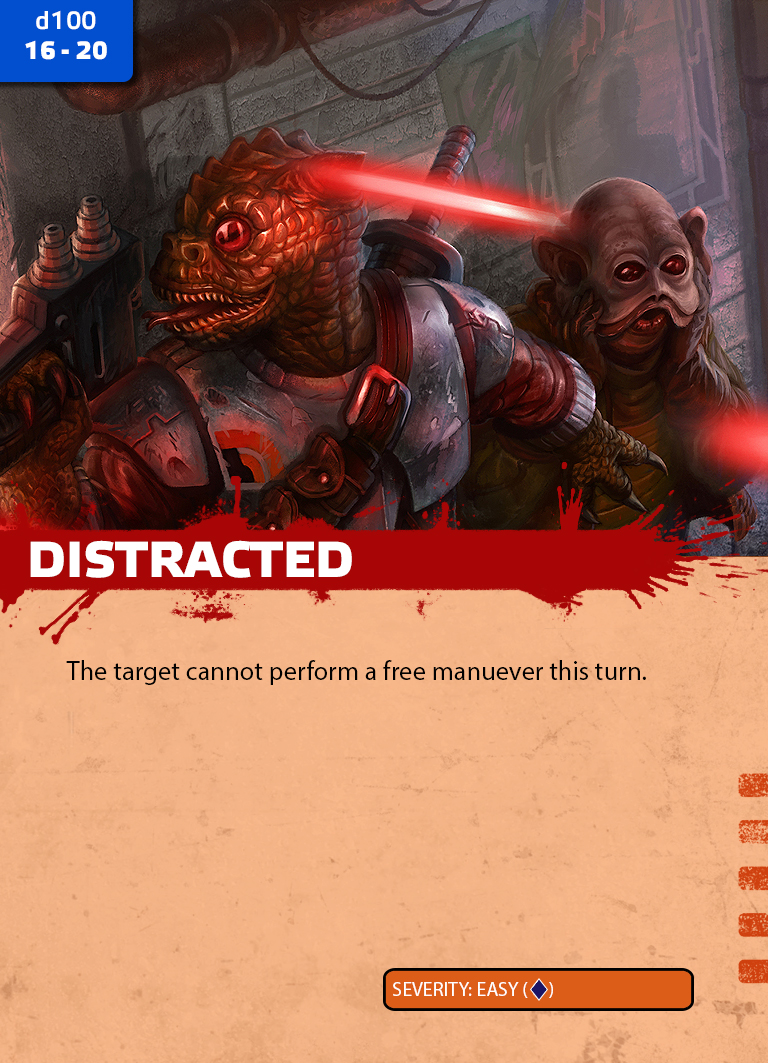 d100
16 - 20
DISTRACTED
The target cannot perform a free manuever this turn.
SEVERITY: EASY (◆)